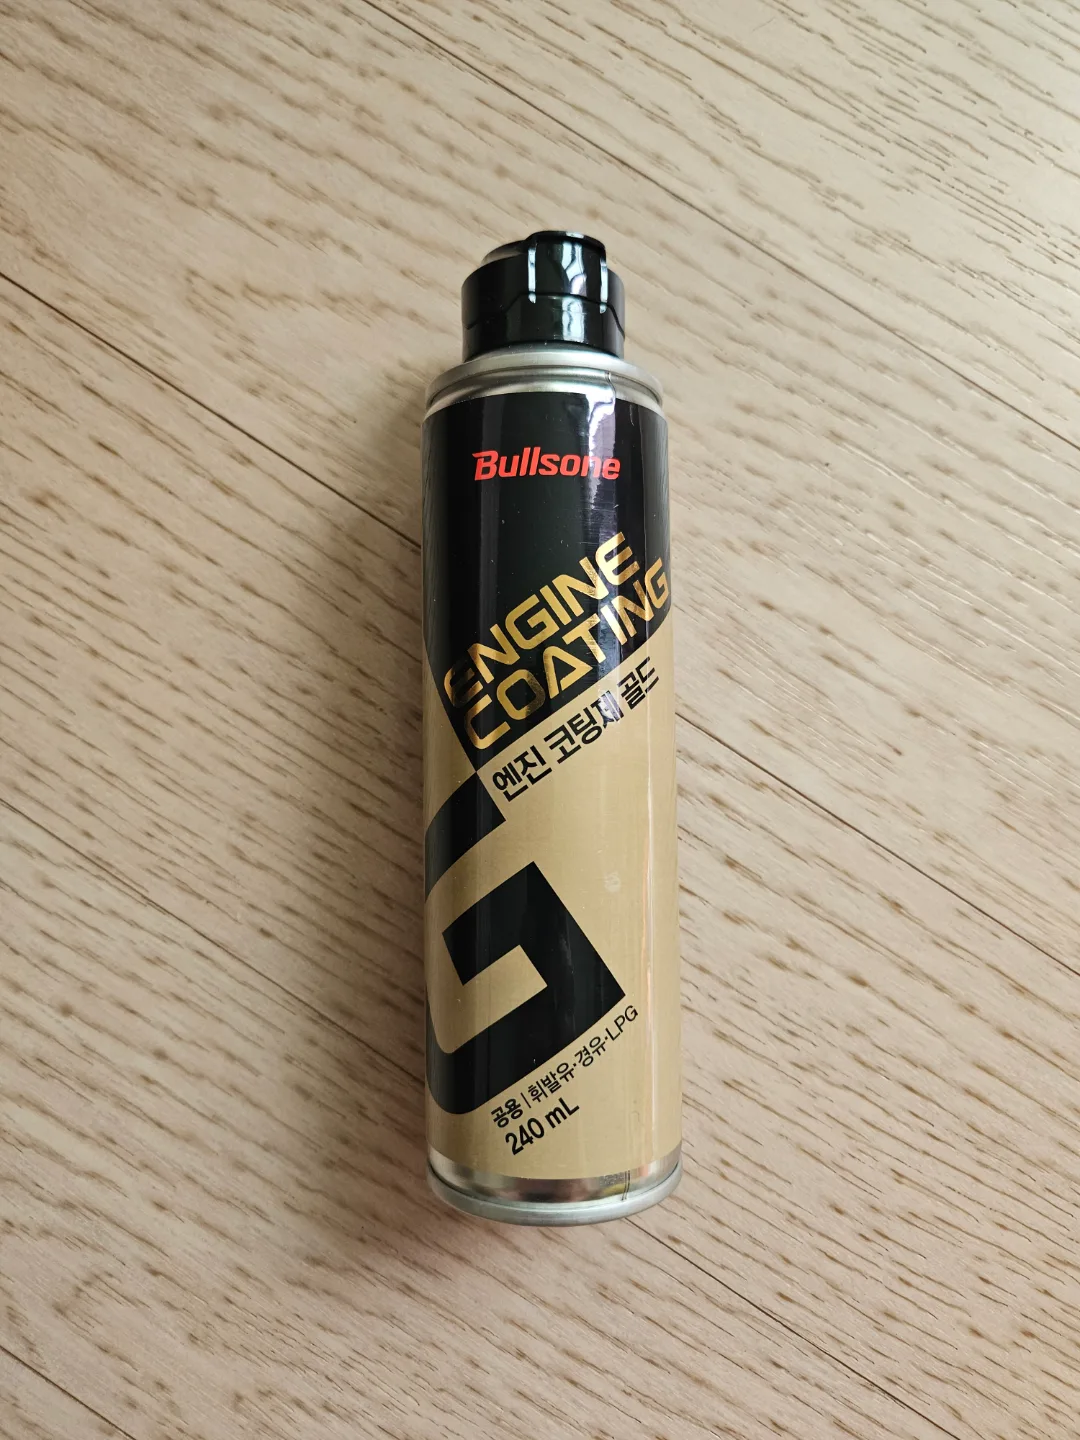 Bullsone
ENGINE
COATING
엔진 코팅제 골드
G
공용 | 휘발유·경유·LPG
240 mL